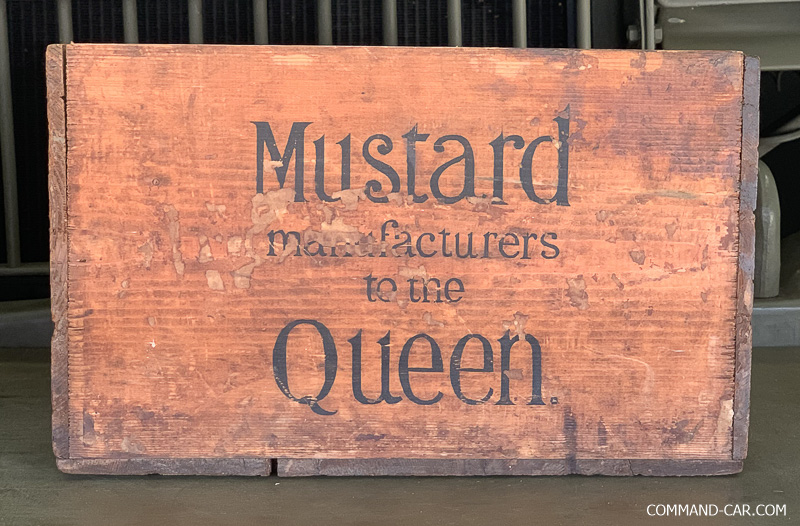 Mustard
manufacturers
to the
Queen.
COMMAND-CAR.COM